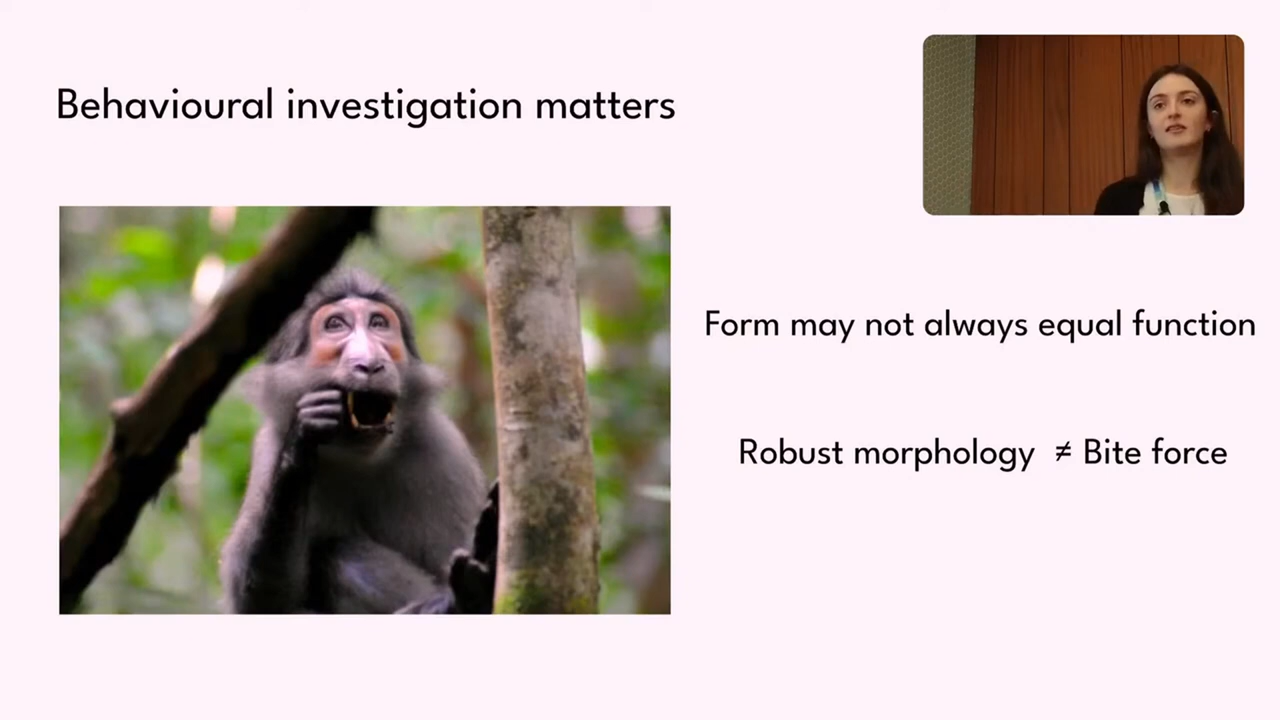 Behavioural investigation matters
Form may not always equal function
Robust morphology ≠ Bite force